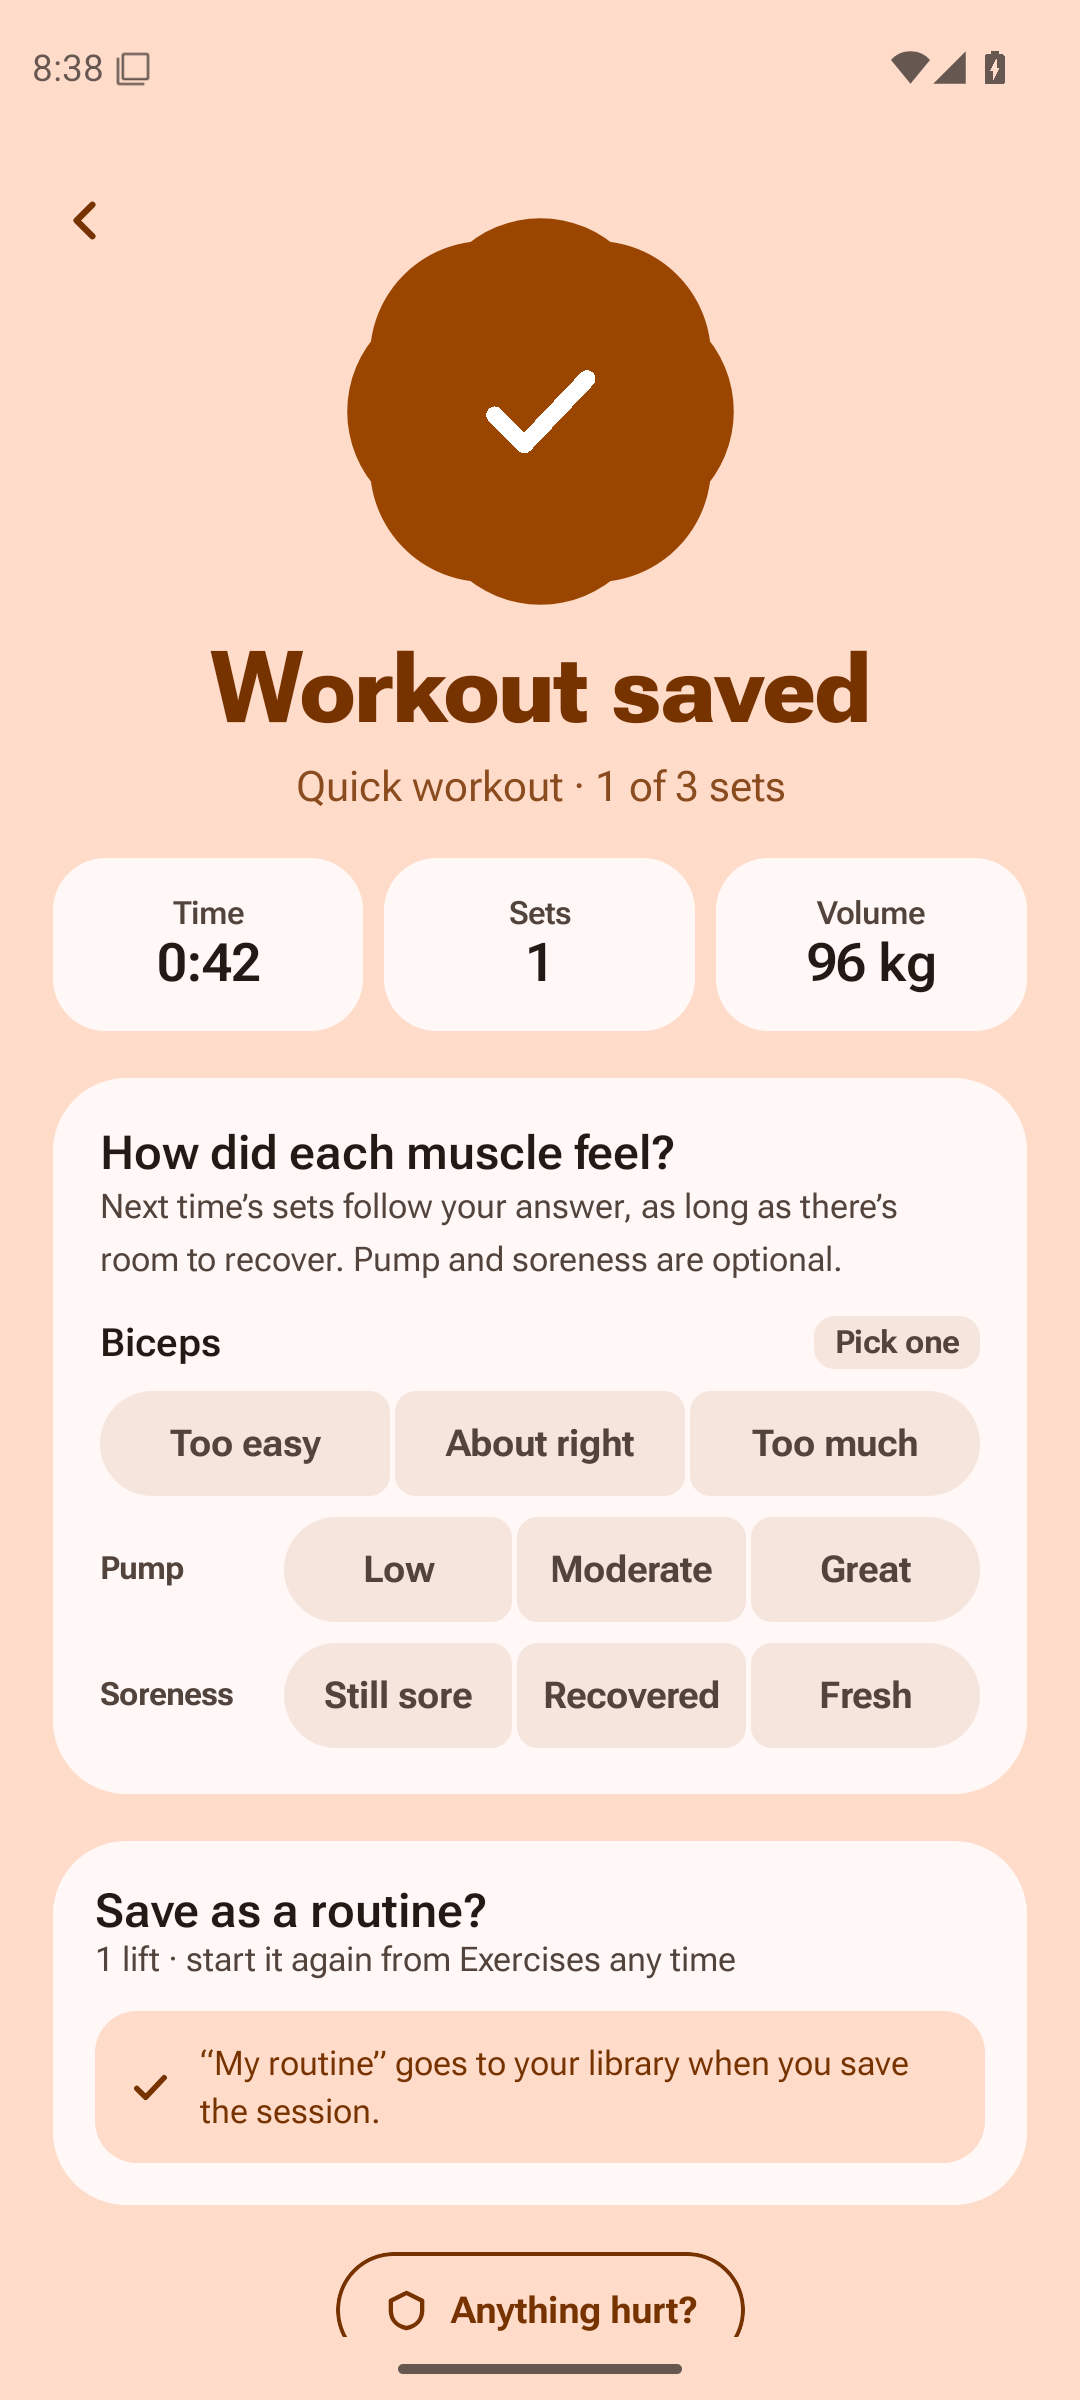 8:38
Workout saved
Quick workout · 1 of 3 sets
Time
0:42
Sets
1
Volume
96 kg
How did each muscle feel?
Next time’s sets follow your answer, as long as there’s
room to recover. Pump and soreness are optional.
Biceps
Pick one
Too easy
About right
Too much
Pump
Low
Moderate
Great
Soreness
Still sore
Recovered
Fresh
Save as a routine?
1 lift · start it again from Exercises any time
“My routine” goes to your library when you save
the session.
Anything hurt?